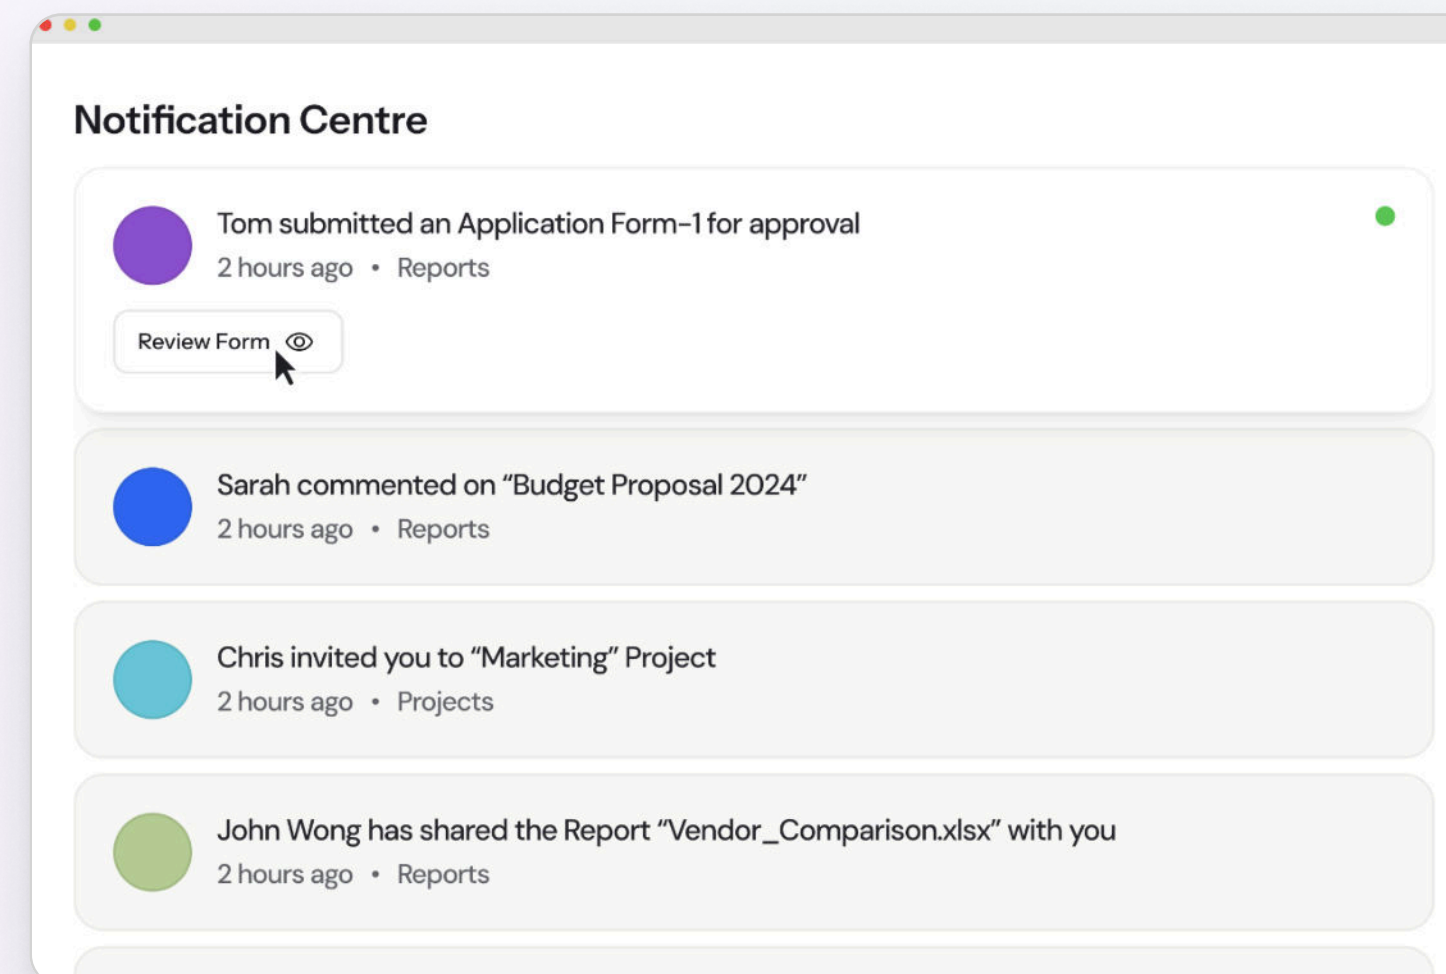 Notification Centre
Tom submitted an Application Form-1 for approval
2 hours ago • Reports
Review Form
Sarah commented on “Budget Proposal 2024”
2 hours ago • Reports
Chris invited you to “Marketing” Project
2 hours ago • Projects
John Wong has shared the Report “Vendor_Comparison.xlsx” with you
2 hours ago • Reports